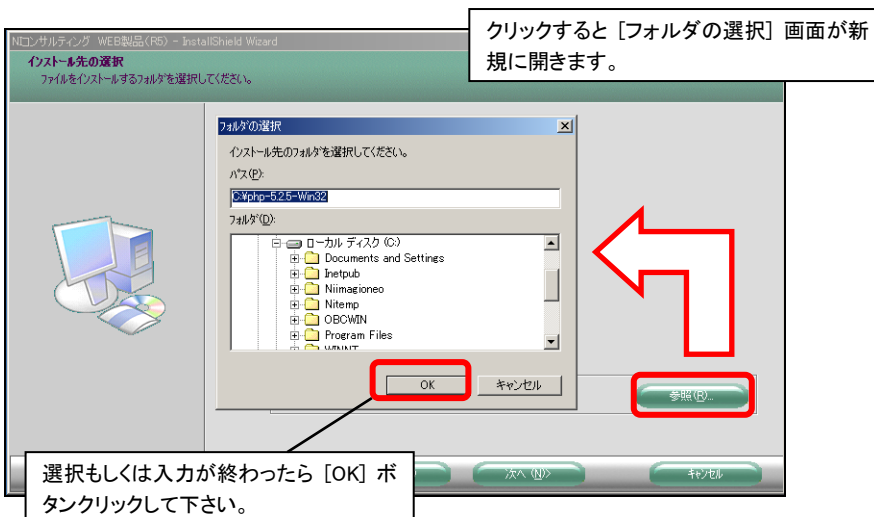 NIコンサルティング WEB製品(R5) - InstallShield Wizard
クリックすると [フォルダの選択] 画面が新
規に開きます。
インストール先の選択
ファイルをインストールするフォルダを選択してください。
フォルダの選択
インストール先のフォルダを選択してください。
パス(P):
C:¥php-5.2.5-Win32
フォルダ(D):
ローカル ディスク (C:)
Documents and Settings
Inetpub
Niimagioneo
Nitemp
OBCWIN
Program Files
WINNT
OK
キャンセル
参照(R)...
選択もしくは入力が終わったら [OK] ボ
タンクリックして下さい。
次へ (N)>
キャンセル